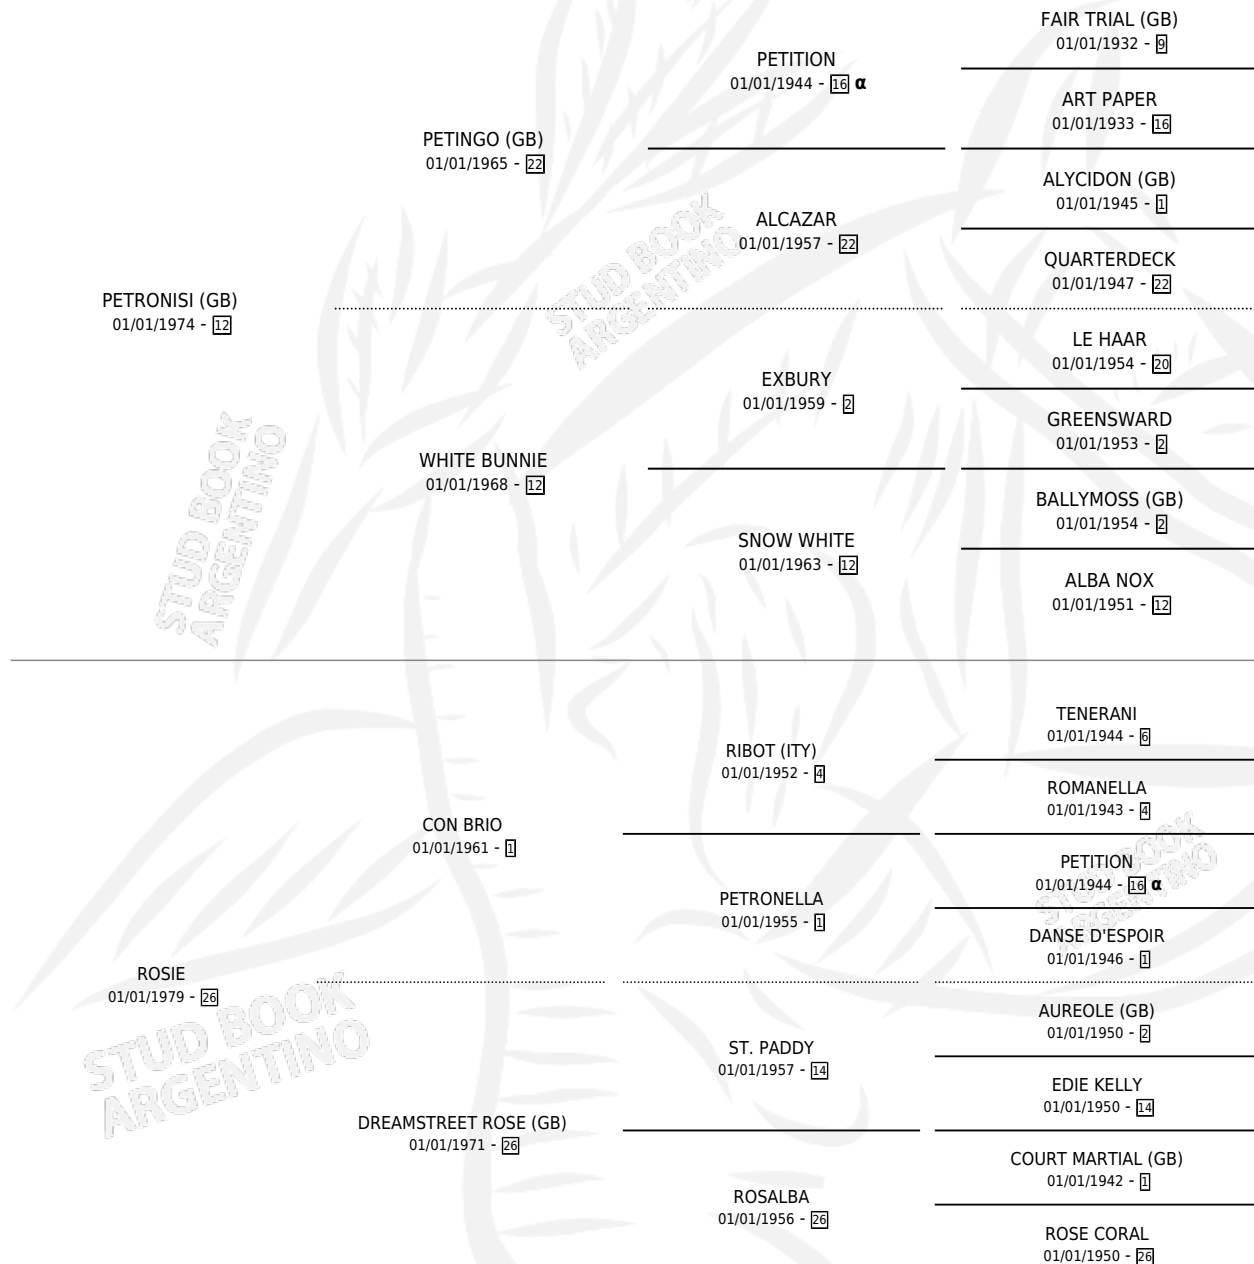 FAIR TRIAL (GB)
01/01/1932 - 9
PETITION
01/01/1944 - 16 α
ART PAPER
01/01/1933 - 16
PETINGO (GB)
01/01/1965 - 22
ALYCIDON (GB)
01/01/1945 - 1
ALCAZAR
01/01/1957 - 22
QUARTERDECK
01/01/1947 - 22
PETRONISI (GB)
01/01/1974 - 12
LE HAAR
01/01/1954 - 20
EXBURY
01/01/1959 - 2
GREENSWARD
01/01/1953 - 2
WHITE BUNNIE
01/01/1968 - 12
BALLYMOSS (GB)
01/01/1954 - 2
SNOW WHITE
01/01/1963 - 12
ALBA NOX
01/01/1951 - 12
STUD BOOK
ARGENTINO
STUD BOOK
ARGENTINO
TENERANI
01/01/1944 - 6
RIBOT (ITY)
01/01/1952 - 4
ROMANELLA
01/01/1943 - 4
CON BRIO
01/01/1961 - 1
PETITION
01/01/1944 - 16 α
PETRONELLA
01/01/1955 - 1
DANSE D'ESPOIR
01/01/1946 - 1
ROSIE
01/01/1979 - 26
AUREOLE (GB)
01/01/1950 - 2
ST. PADDY
01/01/1957 - 14
EDIE KELLY
01/01/1950 - 14
DREAMSTREET ROSE (GB)
01/01/1971 - 26
COURT MARTIAL (GB)
01/01/1942 - 1
ROSALBA
01/01/1956 - 26
ROSE CORAL
01/01/1950 - 26
STUD BOOK
ARGENTINO
STUD BOOK
ARGENTINO